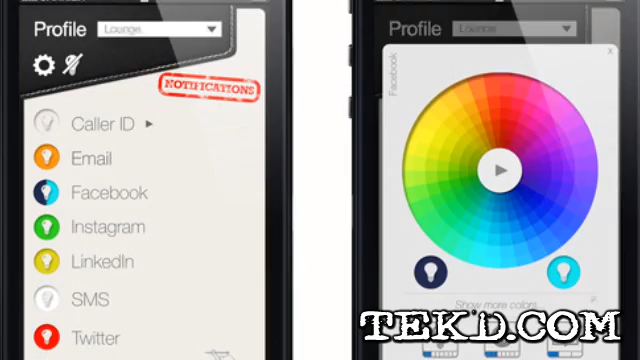 Profile
Lounge.
NOTIFICATIONS
Caller ID
Email
Facebook
Instagram
LinkedIn
SMS
Twitter
Profile
Lounge
X
Facebook
Show more colors...
TEKD.COM